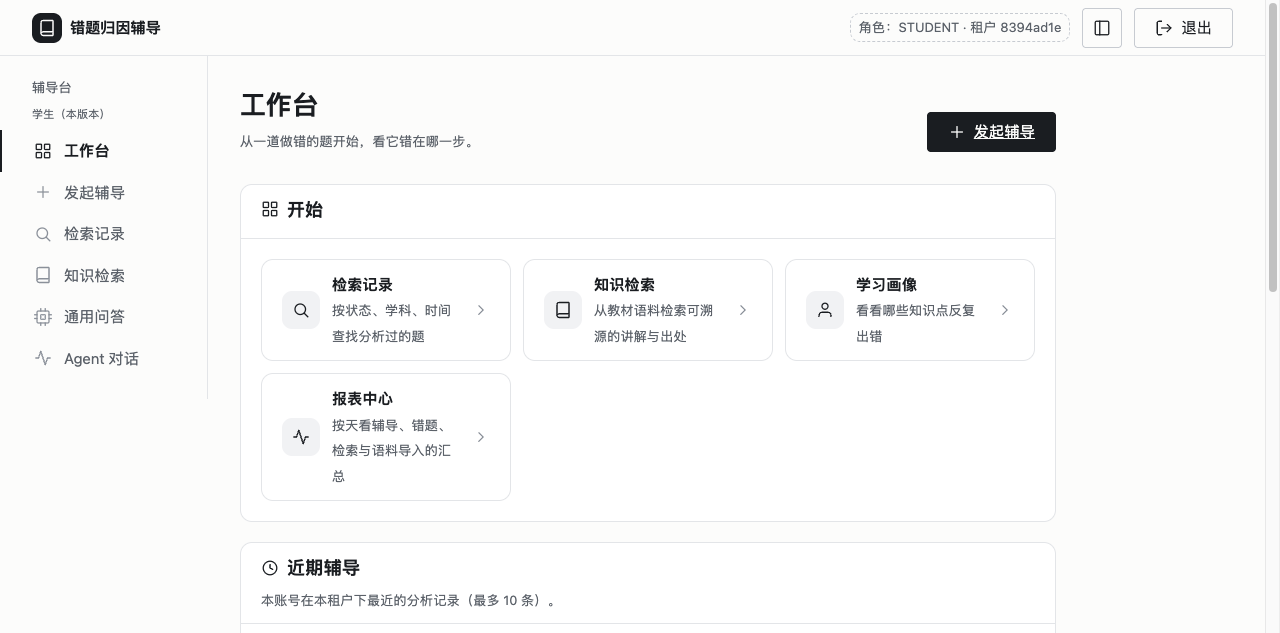 错题归因辅导
角色：STUDENT · 租户 8394ad1e
退出
辅导台
学生（本版本）
工作台
发起辅导
检索记录
知识检索
通用问答
Agent 对话
工作台
从一道做错的题开始，看它错在哪一步。
发起辅导
开始
检索记录
按状态、学科、时间
查找分析过的题
知识检索
从教材语料检索可溯
源的讲解与出处
学习画像
看看哪些知识点反复
出错
报表中心
按天看辅导、错题、
检索与语料导入的汇
总
近期辅导
本账号在本租户下最近的分析记录（最多 10 条）。